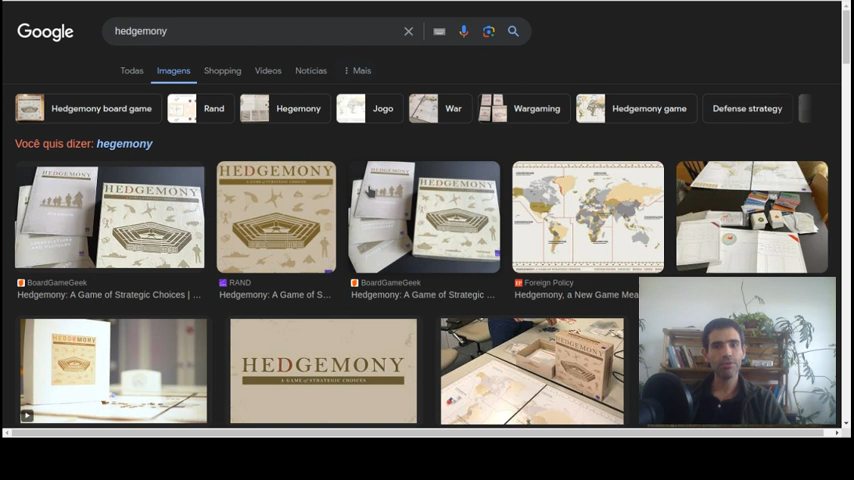 Google
hedgemony
Todas Imagens Shopping Vídeos Notícias Mais
Hedgemony board game Rand Hegemony Jogo War Wargaming Hedgemony game Defense strategy
Você quis dizer: hegemony
HEDGEMONY
HEDGEMONY
HEDGEMONY
A GAME of STRATEGIC CHOICES
HEDGEMONY
HEDGEMONY
BoardGameGeek
Hedgemony: A Game of Strategic Choices | ...
RAND
Hedgemony: A Game of S...
BoardGameGeek
Hedgemony: A Game of Strategic ...
Foreign Policy
Hedgemony, a New Game Mea
HEDGEMONY
HEDGEMONY
A GAME of STRATEGIC CHOICES
HEDGEMONY